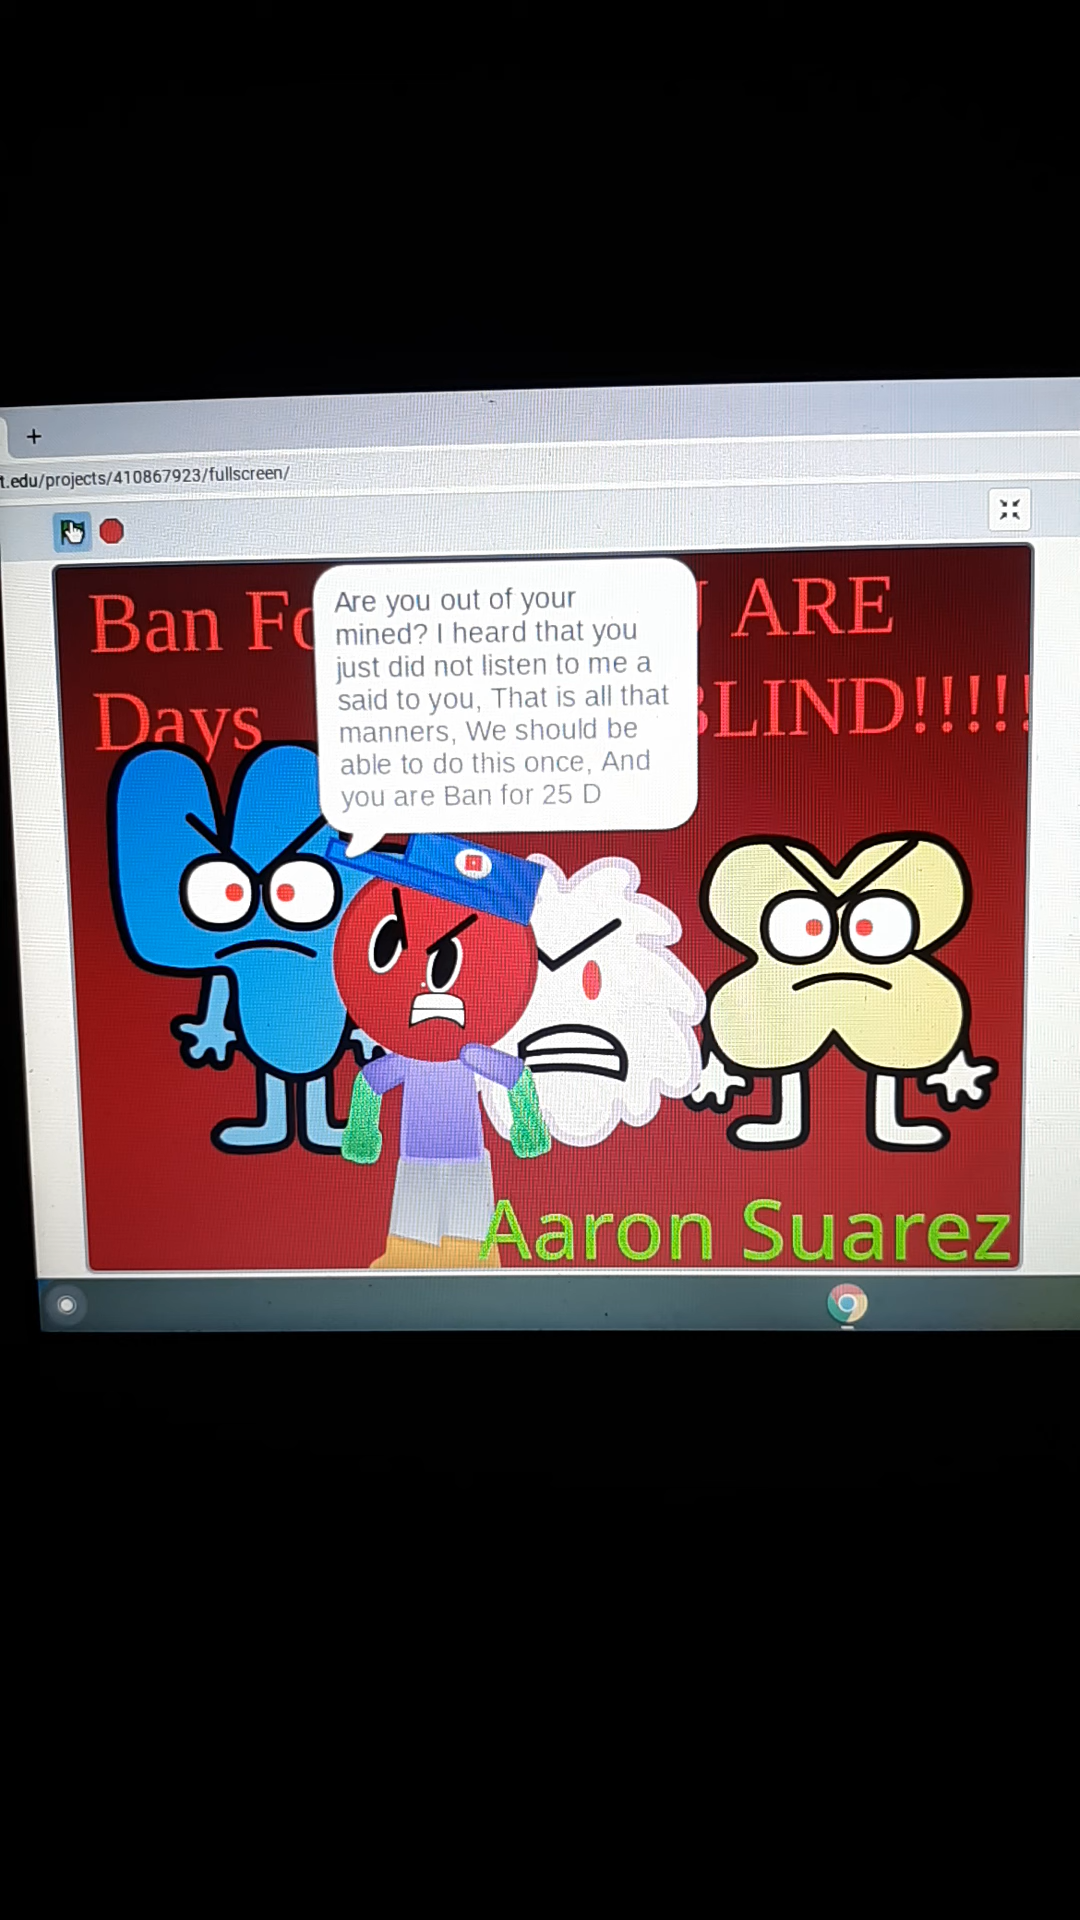 t.edu/projects/410867923/fullscreen/
Ban
Days
ARE
BLIND!!!!!
Are you out of your
mined? I heard that you
just did not listen to me a
said to you, That is all that
manners, We should be
able to do this once, And
you are Ban for 25 D
Aaron Suarez